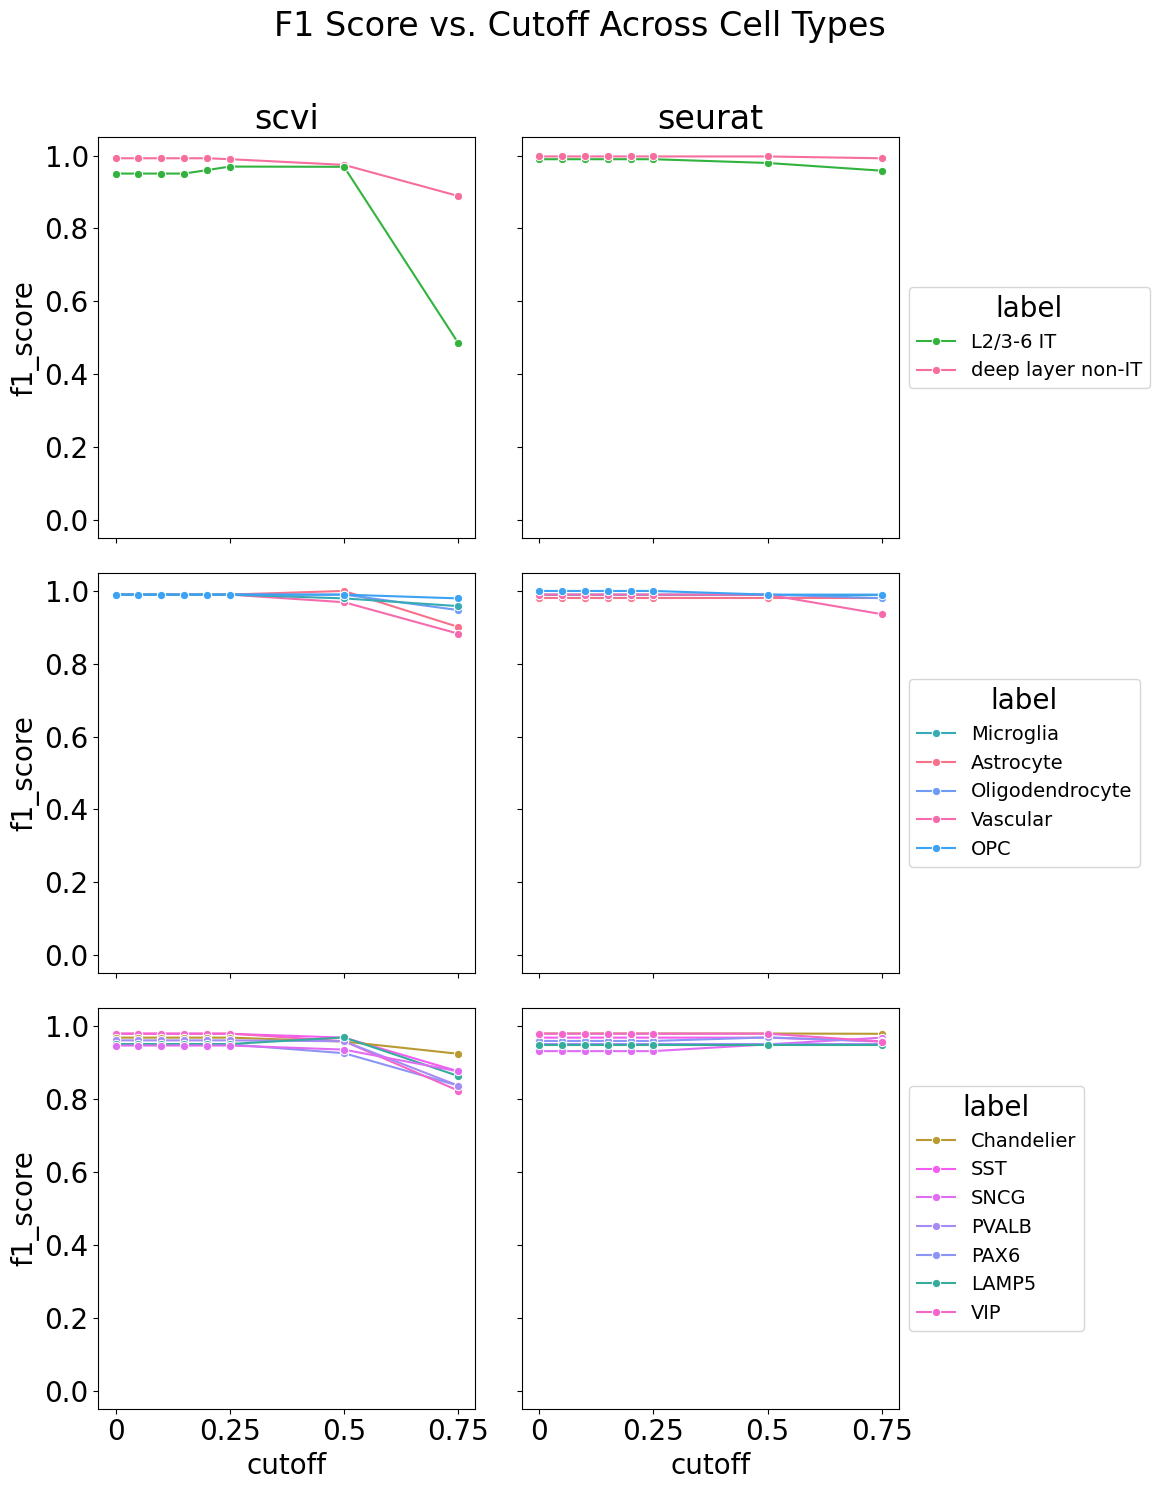 F1 Score vs. Cutoff Across Cell Types
scvi
seurat
1.0
0.8
0.6
0.4
0.2
0.0
f1_score
label
L2/3-6 IT
deep layer non-IT
1.0
0.8
0.6
0.4
0.2
0.0
f1_score
label
Microglia
Astrocyte
Oligodendrocyte
Vascular
OPC
1.0
0.8
0.6
0.4
0.2
0.0
f1_score
label
Chandelier
SST
SNCG
PVALB
PAX6
LAMP5
VIP
0 0.25 0.5 0.75
cutoff
0 0.25 0.5 0.75
cutoff